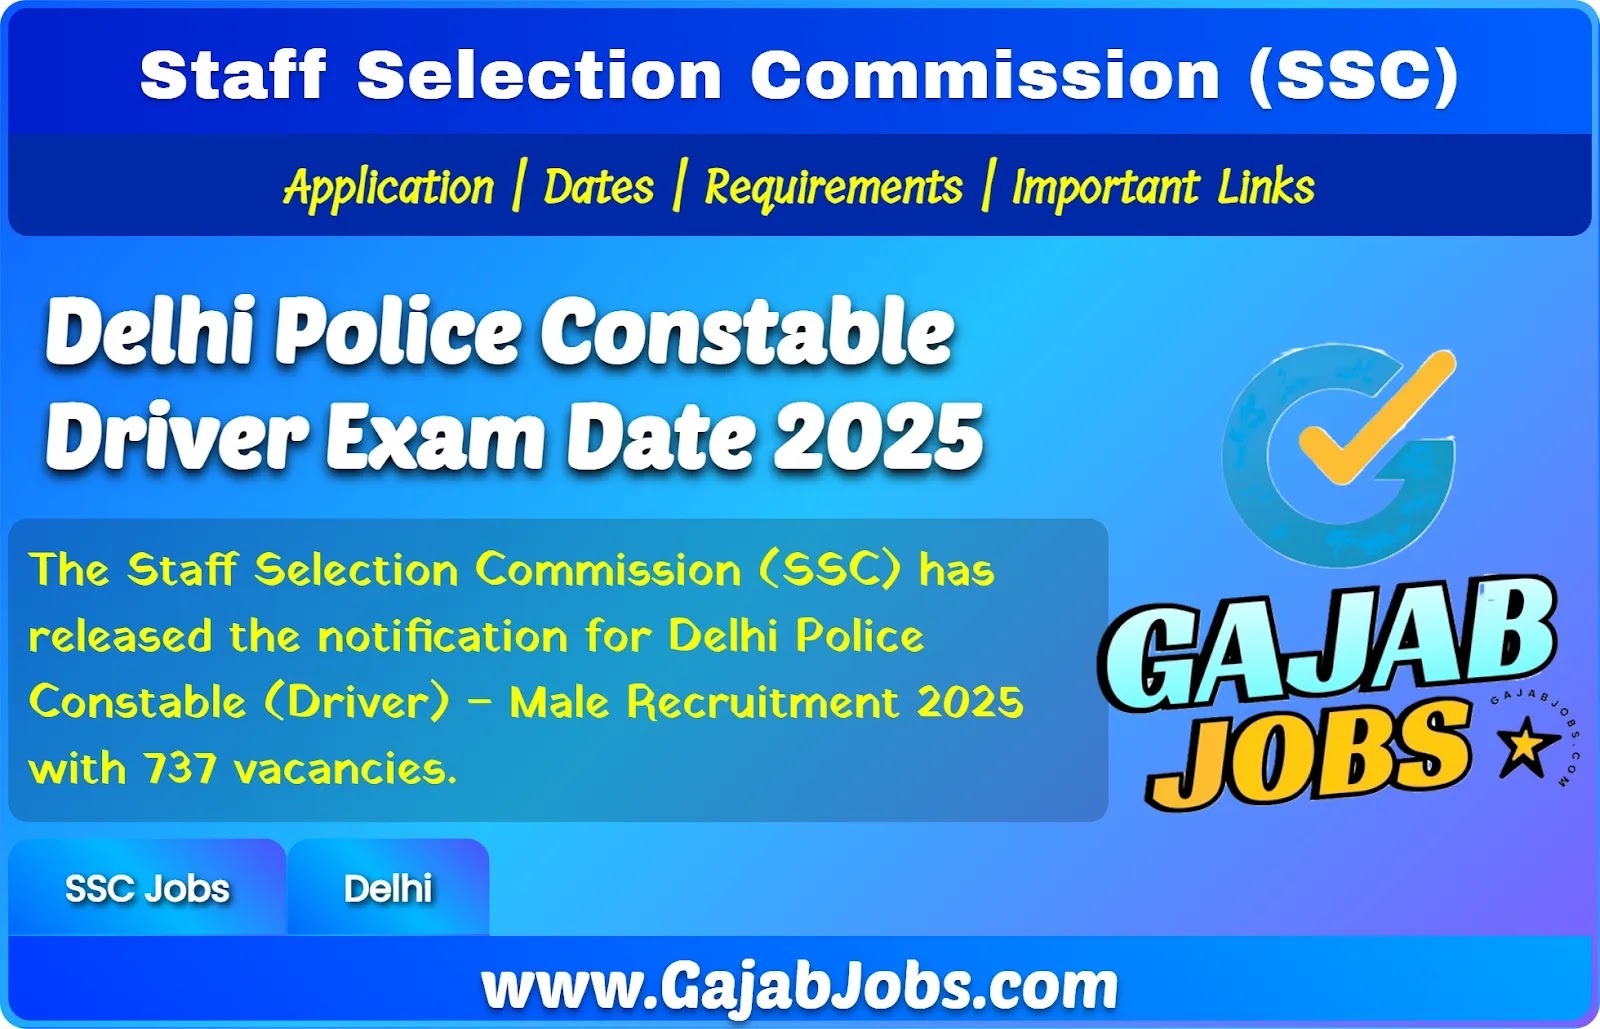 Staff Selection Commission (SSC)
Application | Dates | Requirements | Important Links
Delhi Police Constable
Driver Exam Date 2025
The Staff Selection Commission (SSC) has
released the notification for Delhi Police
Constable (Driver) – Male Recruitment 2025
with 737 vacancies.
GAJAB
JOBS
GAJABJOBS.COM
SSC Jobs
Delhi
www.GajabJobs.com